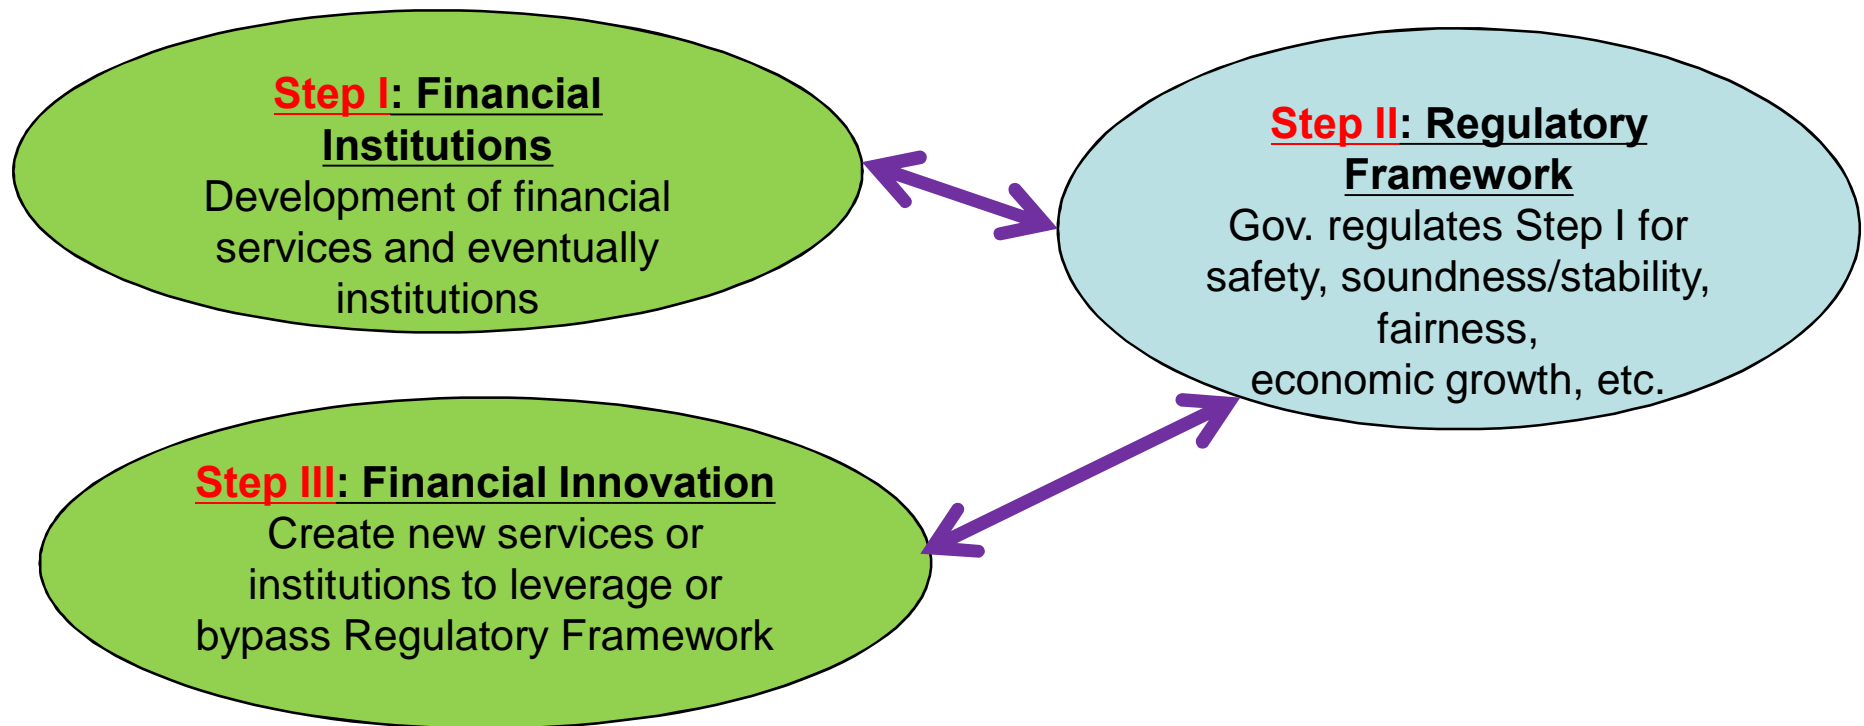 Step I: Financial
Institutions
Development of financial
services and eventually
institutions
Step II: Regulatory
Framework
Gov. regulates Step I for
safety, soundness/stability,
fairness,
economic growth, etc.
Step III: Financial Innovation
Create new services or
institutions to leverage or
bypass Regulatory Framework